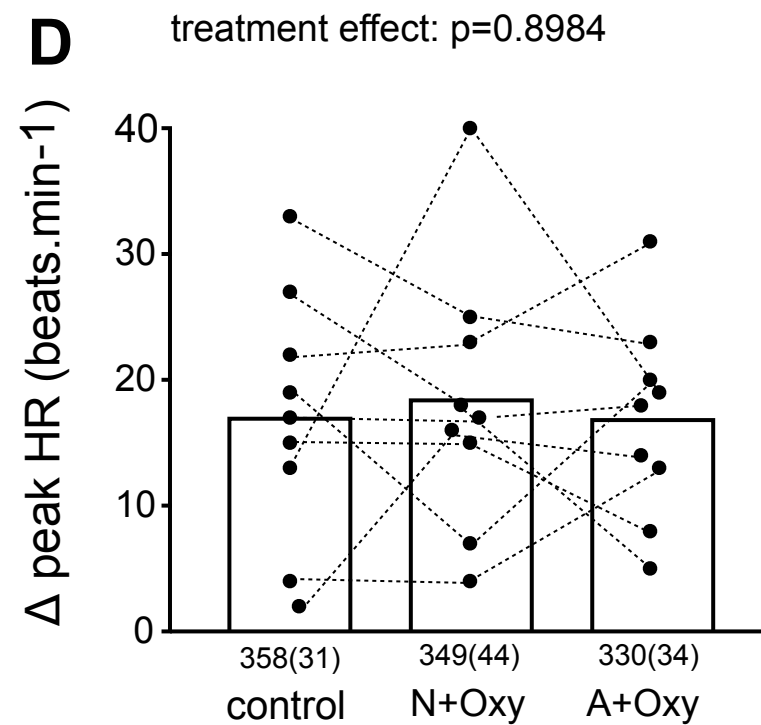 D treatment effect: p=0.8984
Δ peak HR (beats.min-1 )
40
30
20
10
0
358(31) 349(44) 330(34)
control N+Oxy A+Oxy